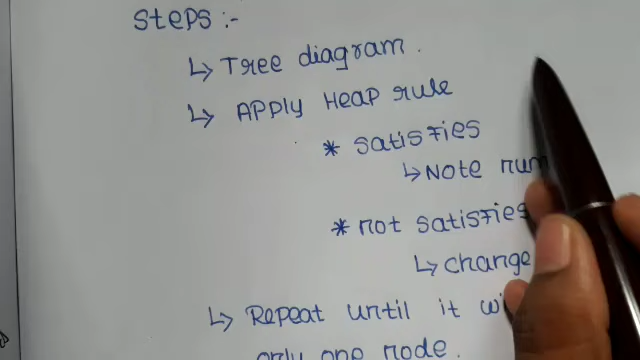 Steps :-
↳ Tree diagram.
↳ Apply Heap rule
* satisfies
↳ Note
* not satisfies
↳ change
↳ Repeat until it
only one node.